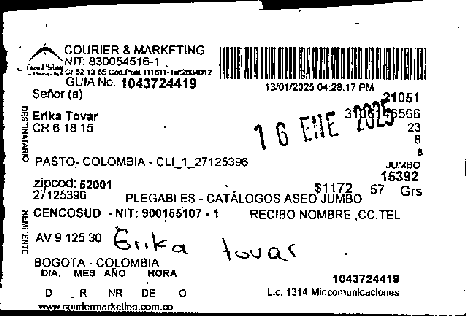 COURIER & MARKETING
NIT: 830054516-1
GUIA No. 1043724419
13/01/2025 04:28:17 PM
Señor(a)
21051
Erika Tovar
CR 6 18 15
23
8
8
16 ENE 2025
DESTINATARIO
PASTO- COLOMBIA - CLI_1_27125396
JUMBO
zipcod: 52001
15392
27125396
$1172 57 Grs
PLEGABLES - CATÁLOGOS ASEO JUMBO
REMITENTE
CENCOSUD - NIT: 900155107 - 1
RECIBO NOMBRE ,CC.TEL
AV 9 125 30
Erika tovar
BOGOTA - COLOMBIA
DIA. MES AÑO HORA
1043724419
D R NR DE O
Lic. 1314 Mincomunicaciones
www.couriermarketing.com.co